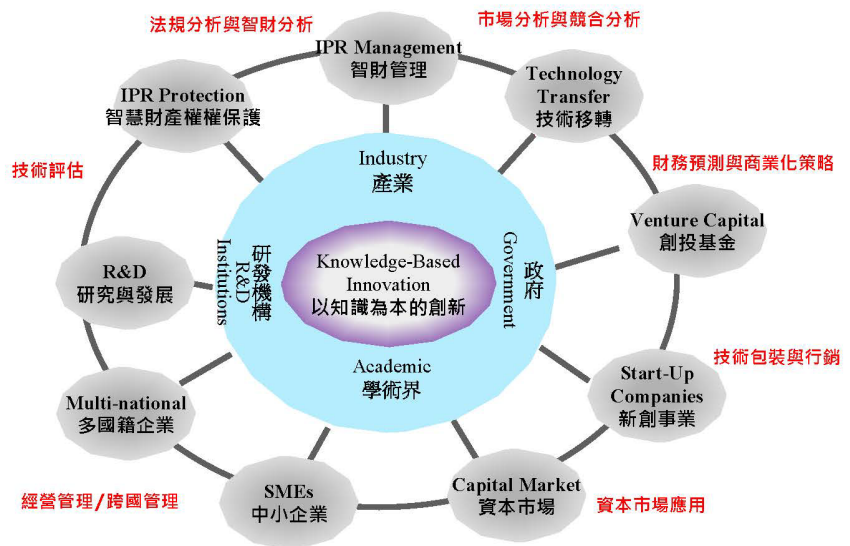 法規分析與智財分析
市場分析與競合分析
IPR Management
智財管理
Technology
Transfer
技術移轉
IPR Protection
智慧財產權權保護
技術評估
財務預測與商業化策略
Industry
產業
Venture Capital
創投基金
研發機構
R&D
Institutions
政府
Government
Knowledge-Based
Innovation
以知識為本的創新
R&D
研究與發展
Academic
學術界
技術包裝與行銷
Start-Up
Companies
新創事業
Multi-national
多國籍企業
SMEs
中小企業
Capital Market
資本市場
經營管理/跨國管理
資本市場應用